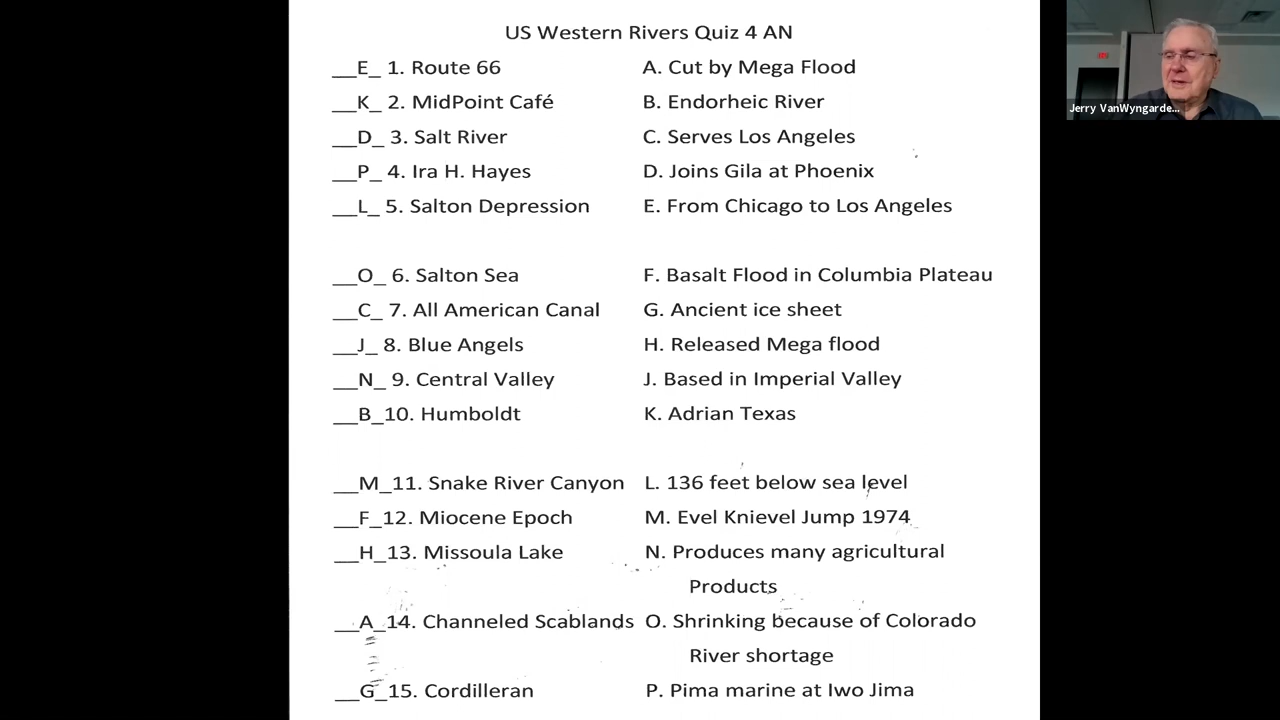 US Western Rivers Quiz 4 AN
__E_ 1. Route 66 A. Cut by Mega Flood
__K_ 2. MidPoint Café B. Endorheic River
__D_ 3. Salt River C. Serves Los Angeles
__P_ 4. Ira H. Hayes D. Joins Gila at Phoenix
__L_ 5. Salton Depression E. From Chicago to Los Angeles
__O_ 6. Salton Sea F. Basalt Flood in Columbia Plateau
__C_ 7. All American Canal G. Ancient ice sheet
__J_ 8. Blue Angels H. Released Mega flood
__N_ 9. Central Valley J. Based in Imperial Valley
__B_10. Humboldt K. Adrian Texas
__M_11. Snake River Canyon L. 136 feet below sea level
__F_12. Miocene Epoch M. Evel Knievel Jump 1974
__H_13. Missoula Lake N. Produces many agricultural
Products
__A_14. Channeled Scablands O. Shrinking because of Colorado
River shortage
__G_15. Cordilleran P. Pima marine at Iwo Jima
Jerry VanWyngarde...